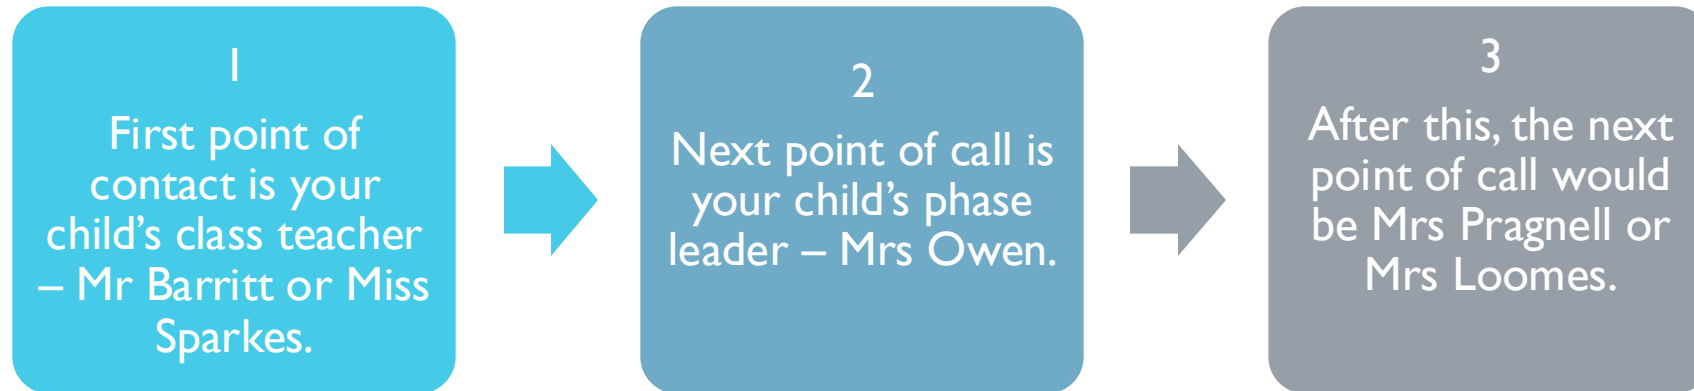 1
First point of
contact is your
child’s class teacher
– Mr Barritt or Miss
Sparkes.
2
Next point of call is
your child’s phase
leader – Mrs Owen.
3
After this, the next
point of call would
be Mrs Pragnell or
Mrs Loomes.